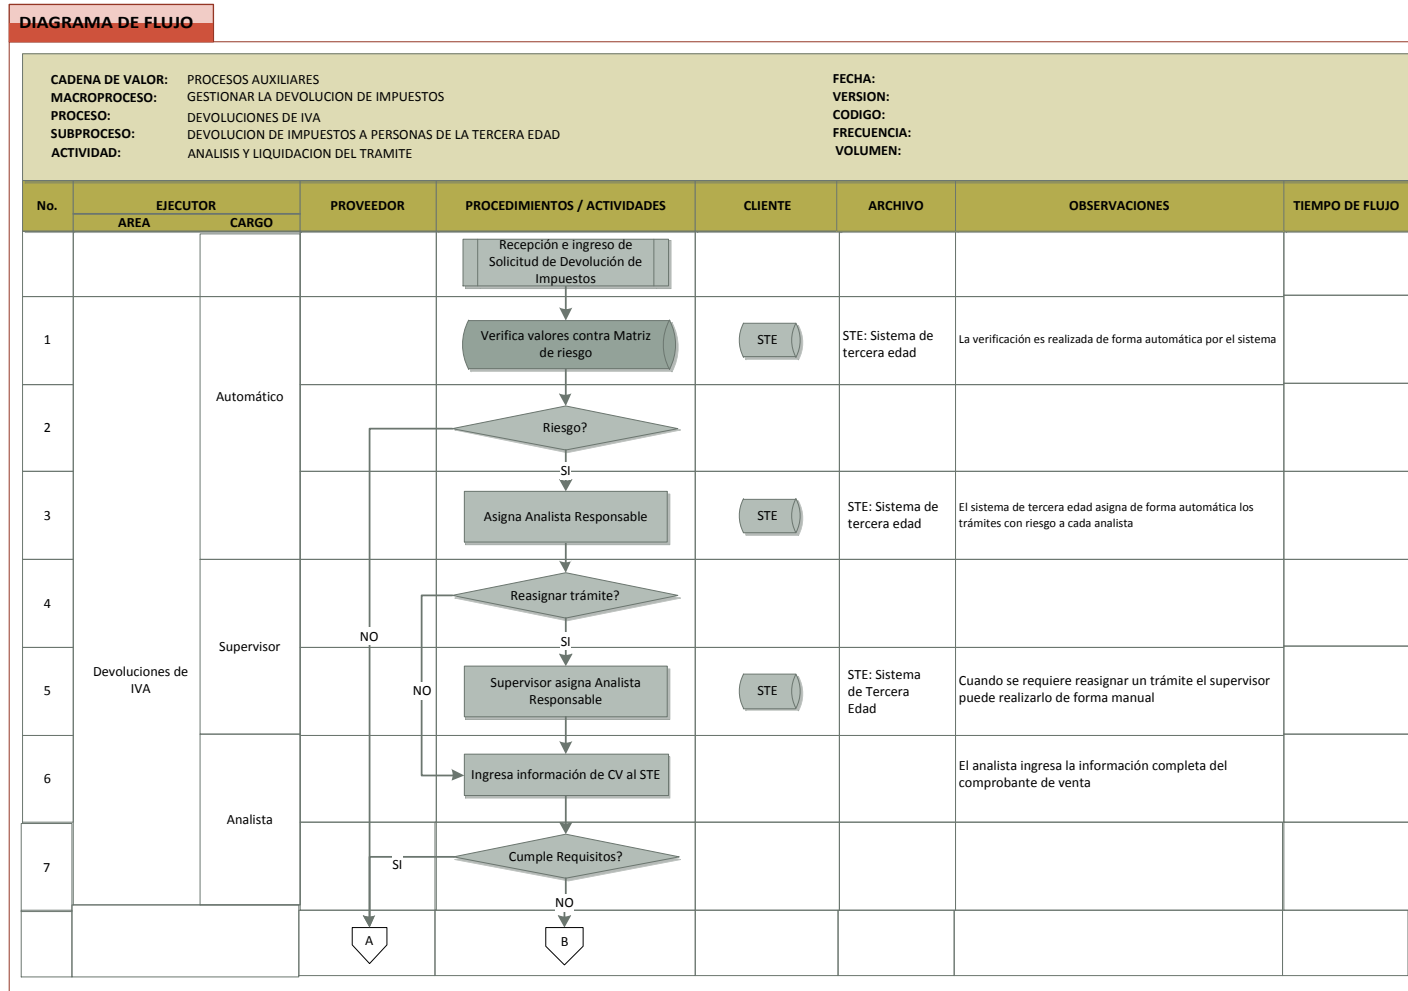 DIAGRAMA DE FLUJO
CADENA DE VALOR: PROCESOS AUXILIARES
MACROPROCESO: GESTIONAR LA DEVOLUCION DE IMPUESTOS
PROCESO: DEVOLUCIONES DE IVA
SUBPROCESO: DEVOLUCION DE IMPUESTOS A PERSONAS DE LA TERCERA EDAD
ACTIVIDAD: ANALISIS Y LIQUIDACION DEL TRAMITE
FECHA:
VERSION:
CODIGO:
FRECUENCIA:
VOLUMEN:
No. EJECUTOR PROVEEDOR PROCEDIMIENTOS / ACTIVIDADES CLIENTE ARCHIVO OBSERVACIONES TIEMPO DE FLUJO
AREA CARGO
Recepción e ingreso de
Solicitud de Devolución de
Impuestos
1
Verifica valores contra Matriz
de riesgo
STE
STE: Sistema de
tercera edad
La verificación es realizada de forma automática por el sistema
Automático
2
Riesgo?
SI
3
Asigna Analista Responsable
STE
STE: Sistema de
tercera edad
El sistema de tercera edad asigna de forma automática los
trámites con riesgo a cada analista
4
Reasignar trámite?
NO
SI
Supervisor
Devoluciones de
IVA
5
NO
Supervisor asigna Analista
Responsable
STE
STE: Sistema
de Tercera
Edad
Cuando se requiere reasignar un trámite el supervisor
puede realizarlo de forma manual
6
Ingresa información de CV al STE
El analista ingresa la información completa del
comprobante de venta
Analista
7
Cumple Requisitos?
SI
NO
A
B